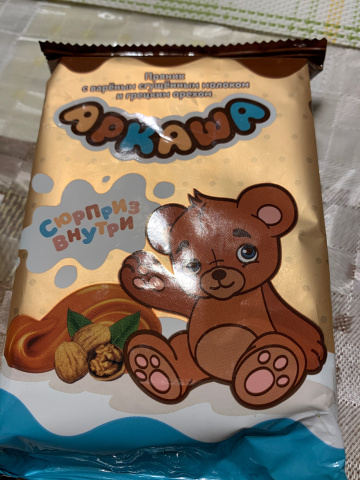 Пряник
с варёным сгущённым молоком
и грецким орехом
АРКАША
СЮРПРИЗ
ВНУТРИ